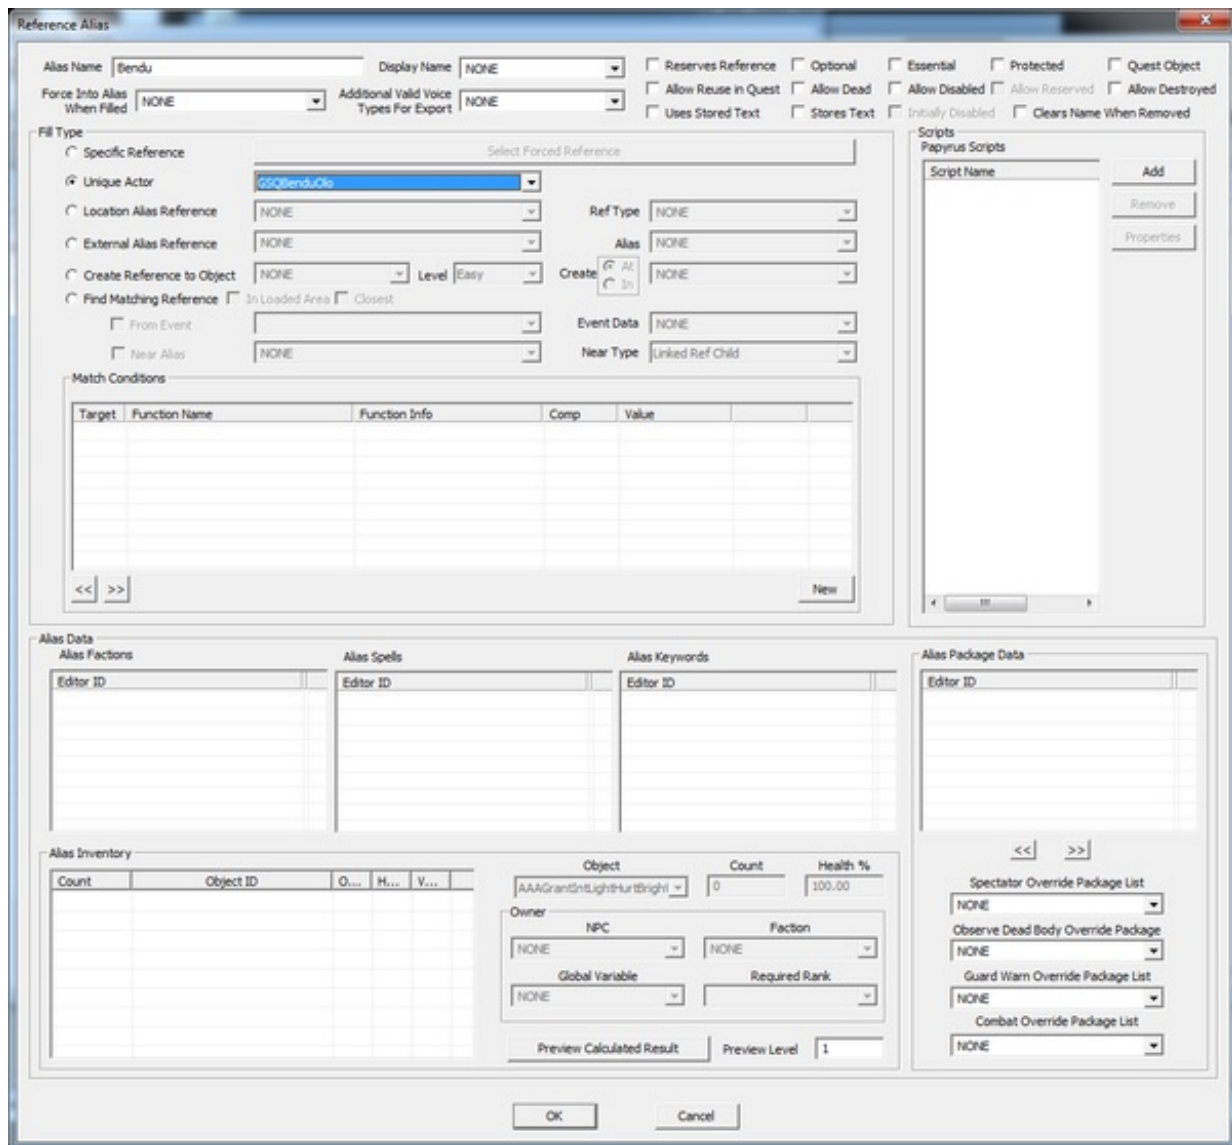 Reference Alias
Alias Name Bendu Display Name NONE Reserves Reference Optional Essential Protected Quest Object
Force Into Alias When Filled NONE Additional Valid Voice Types For Export NONE Allow Reuse in Quest Allow Dead Allow Disabled Allow Reserved Allow Destroyed
Uses Stored Text Stores Text Initially Disabled Clears Name When Removed
Fill Type
Specific Reference Select Forced Reference
Unique Actor GSQBenduOlo
Location Alias Reference NONE Ref Type NONE
External Alias Reference NONE Alias NONE
Create Reference to Object NONE Level Easy Create At In NONE
Find Matching Reference In Loaded Area Closest
From Event Event Data NONE
Near Alias NONE Near Type Linked Ref Child
Match Conditions
Target Function Name Function Info Comp Value
<< >> New
Scripts
Papyrus Scripts
Script Name Add
Remove
Properties
Alias Data
Alias Factions Alias Spells Alias Keywords Alias Package Data
Editor ID Editor ID Editor ID Editor ID
<< >>
Alias Inventory
Count Object ID O... H... V...
Object Count Health %
AAAGrantIntLightHurtBright 0 100.00
Owner
NPC Faction
NONE NONE
Global Variable Required Rank
NONE
Preview Calculated Result Preview Level 1
Spectator Override Package List
NONE
Observe Dead Body Override Package
NONE
Guard Warn Override Package List
NONE
Combat Override Package List
NONE
OK Cancel